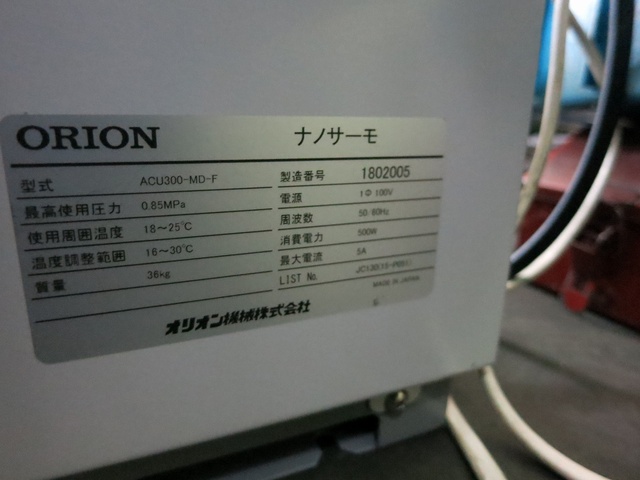 ORION ナノサーモ
型式 ACU300-MD-F
製造番号 1802005
最高使用圧力 0.85MPa
電源 1Φ 100V
使用周囲温度 18~25℃
周波数 50/60Hz
温度調整範囲 16~30℃
消費電力 500W
質量 36kg
最大電流 5A
LIST No.
MADE IN JAPAN
オリオン機械株式会社